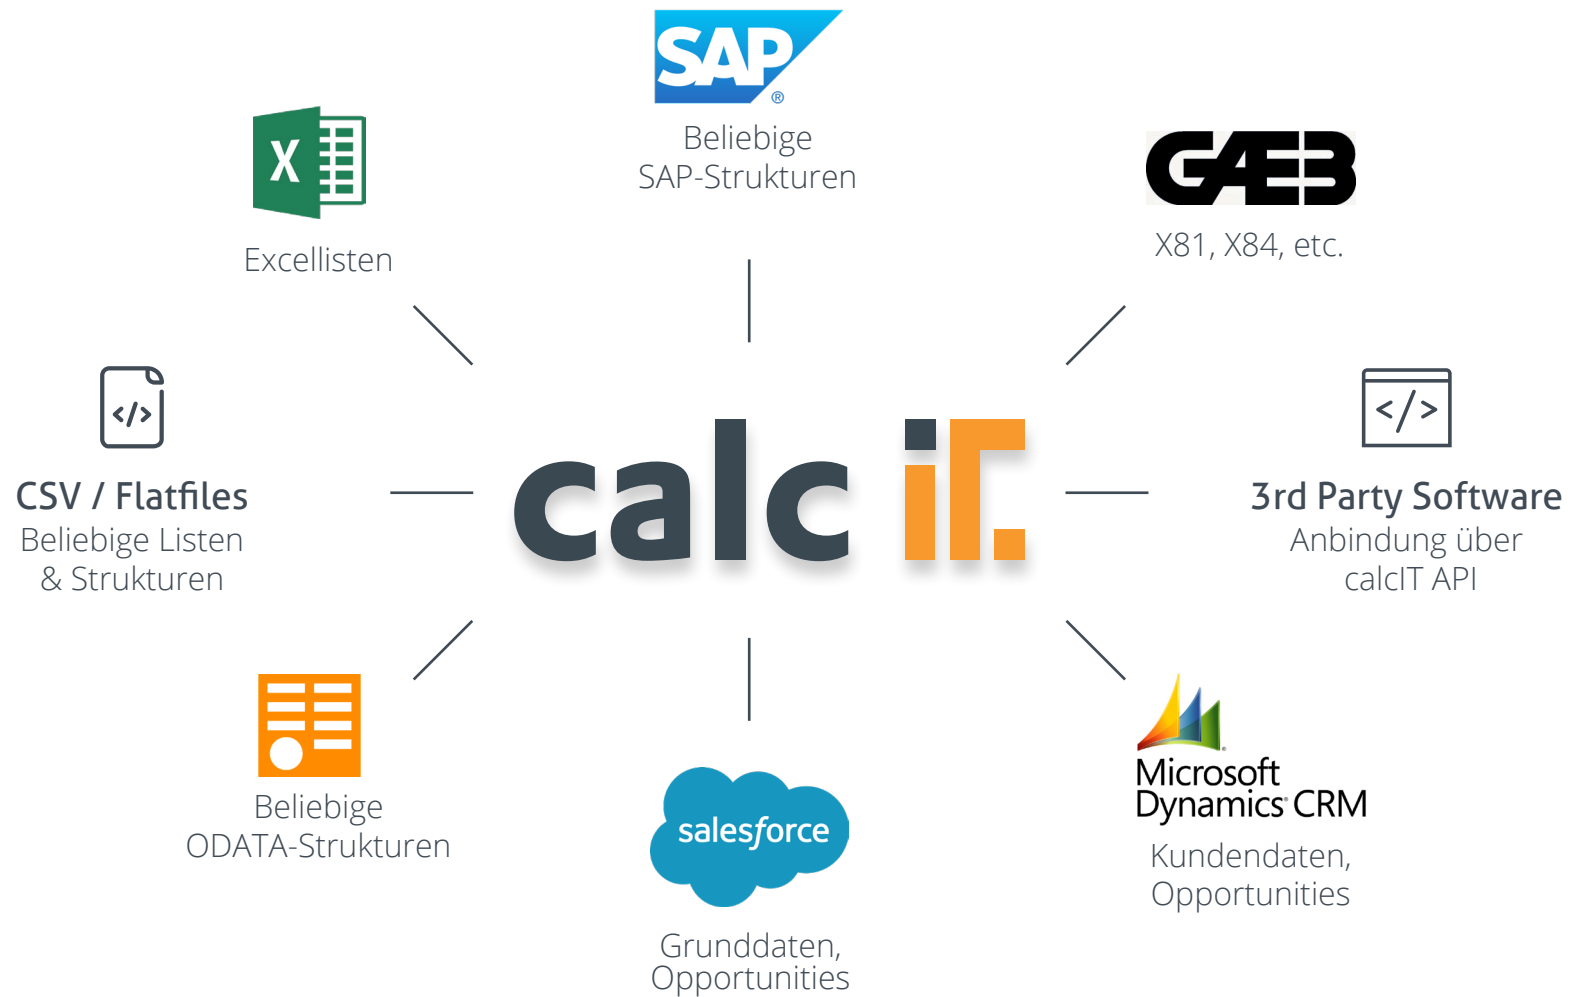 SAP
®
Beliebige
SAP-Strukturen
X
Excellisten
GAEB
X81, X84, etc.
</>
CSV / Flatfiles
Beliebige Listen
& Strukturen
calc iT.
</>
3rd Party Software
Anbindung über
calcIT API
Beliebige
ODATA-Strukturen
salesforce
Grunddaten,
Opportunities
Microsoft
Dynamics CRM
Kundendaten,
Opportunities